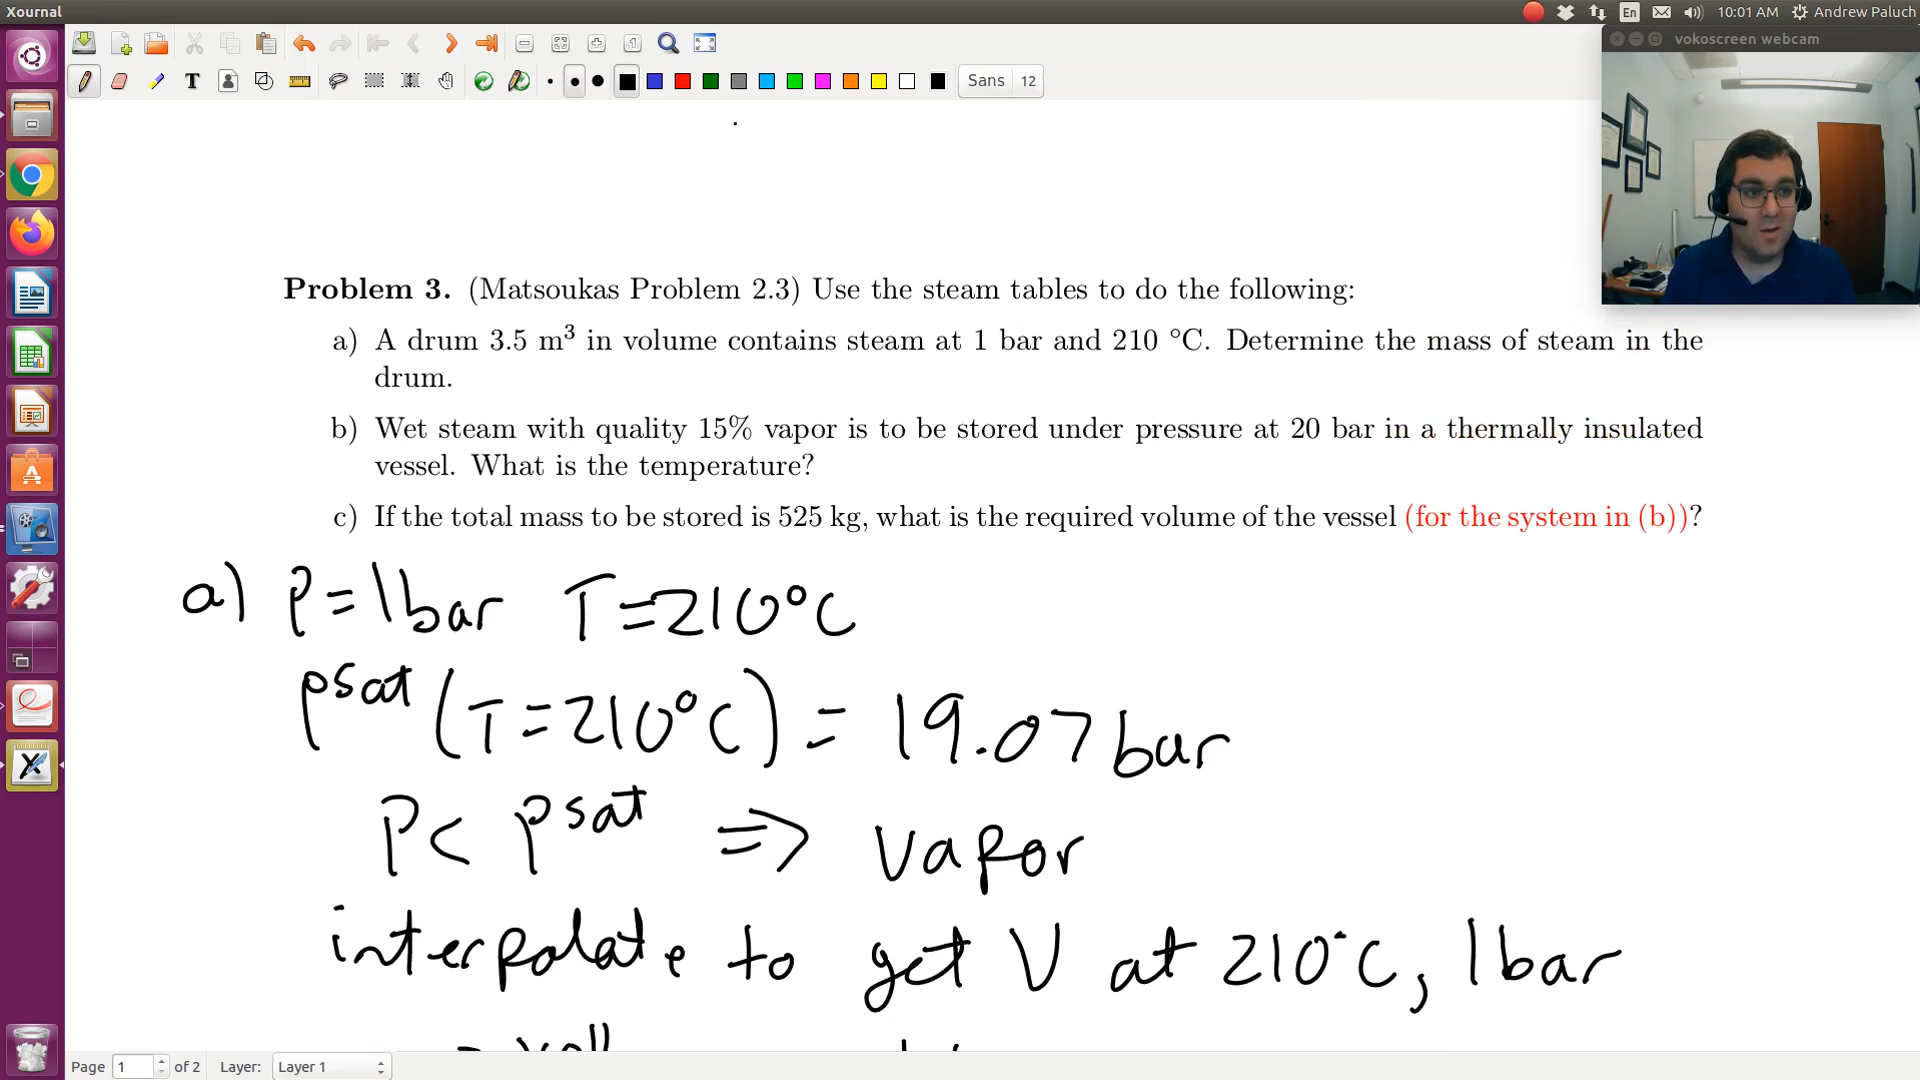 Xournal
En
10:01 AM
Andrew Paluch
vokoscreen webcam
Sans 12
Problem 3. (Matsoukas Problem 2.3) Use the steam tables to do the following:
a) A drum 3.5 m³ in volume contains steam at 1 bar and 210 °C. Determine the mass of steam in the
drum.
b) Wet steam with quality 15% vapor is to be stored under pressure at 20 bar in a thermally insulated
vessel. What is the temperature?
c) If the total mass to be stored is 525 kg, what is the required volume of the vessel (for the system in (b))?
a) P=1bar T=210°C
Psat (T=210°C) = 19.07 bar
P< Psat => vapor
interpolate to get V at 210°C, 1bar
Page 1 of 2 Layer: Layer 1